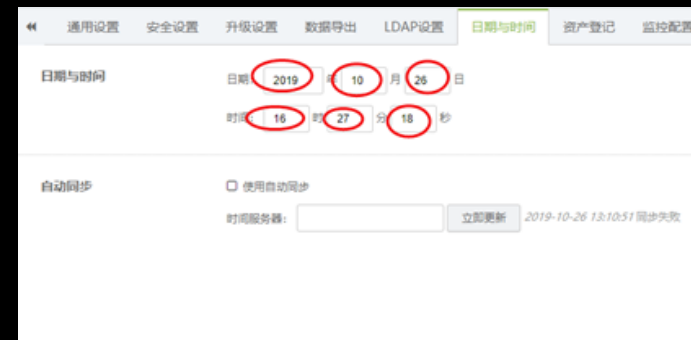 通用设置 安全设置 升级设置 数据导出 LDAP设置 日期与时间 资产登记 监控配置
日期与时间 日期: 2019 年 10 月 26 日
时间: 16 时 27 分 18 秒
自动同步 使用自动同步
时间服务器: 立即更新 2019-10-26 13:10:51 同步失败